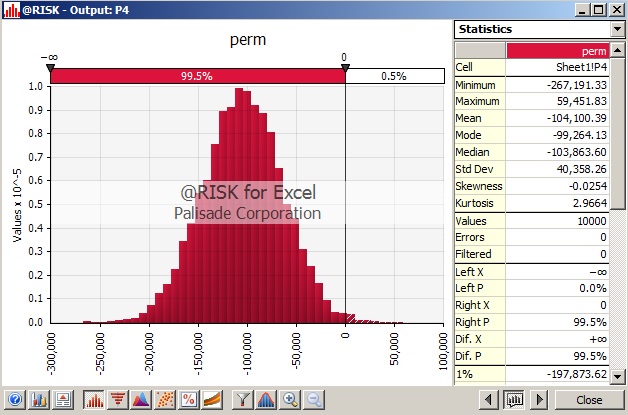 @RISK - Output: P4
perm
−∞ 0
99.5% 0.5%
1.0
0.9
0.8
0.7
0.6
0.5
0.4
0.3
0.2
0.1
0.0
Values x 10^-5
@RISK for Excel
Palisade Corporation
-300,000 -250,000 -200,000 -150,000 -100,000 -50,000 0 50,000 100,000
Statistics
perm
Cell Sheet1!P4
Minimum -267,191.33
Maximum 59,451.83
Mean -104,100.39
Mode -99,264.13
Median -103,863.60
Std Dev 40,358.26
Skewness -0.0254
Kurtosis 2.9664
Values 10000
Errors 0
Filtered 0
Left X −∞
Left P 0.0%
Right X 0
Right P 99.5%
Dif. X +∞
Dif. P 99.5%
1% -197,873.62
Close